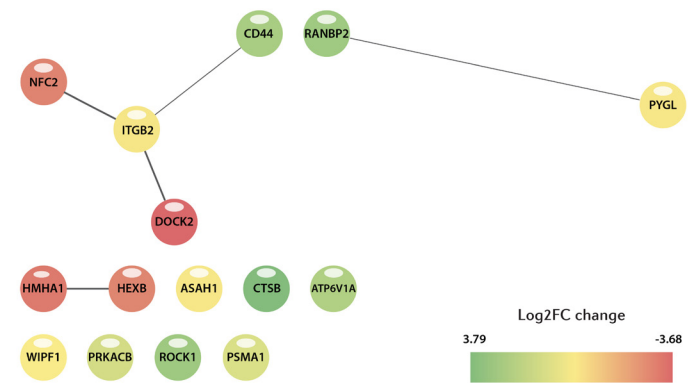 CD44
RANBP2
NFC2
PYGL
ITGB2
DOCK2
HMHA1
HEXB
ASAH1
CTSB
ATP6V1A
Log2FC change
3.79
-3.68
WIPF1
PRKACB
ROCK1
PSMA1